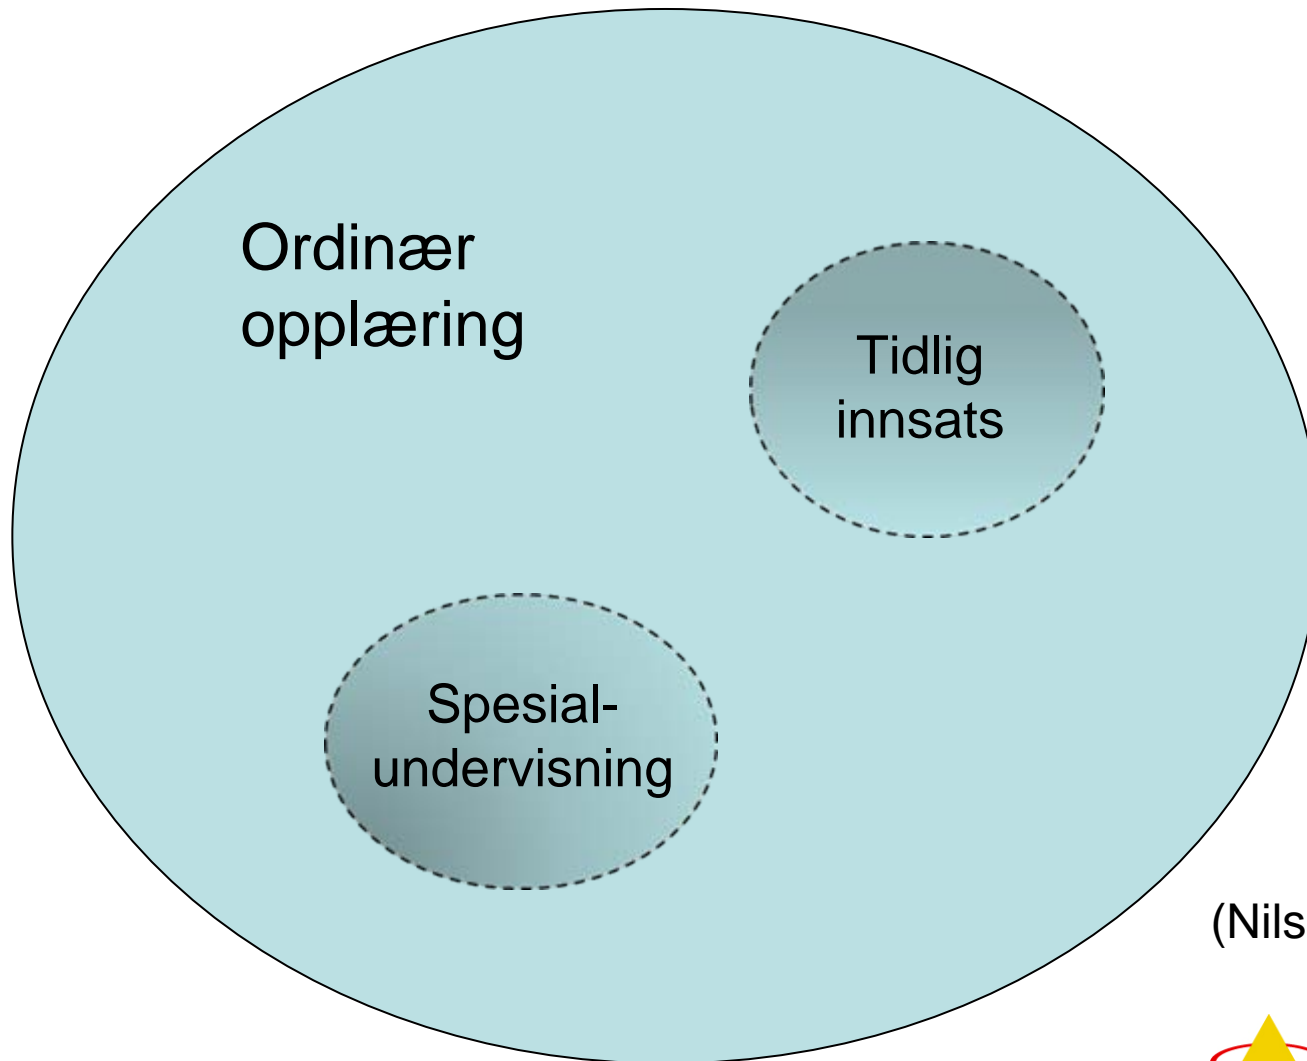 Ordinær
opplæring
Tidlig
innsats
Spesial-
undervisning
(Nils